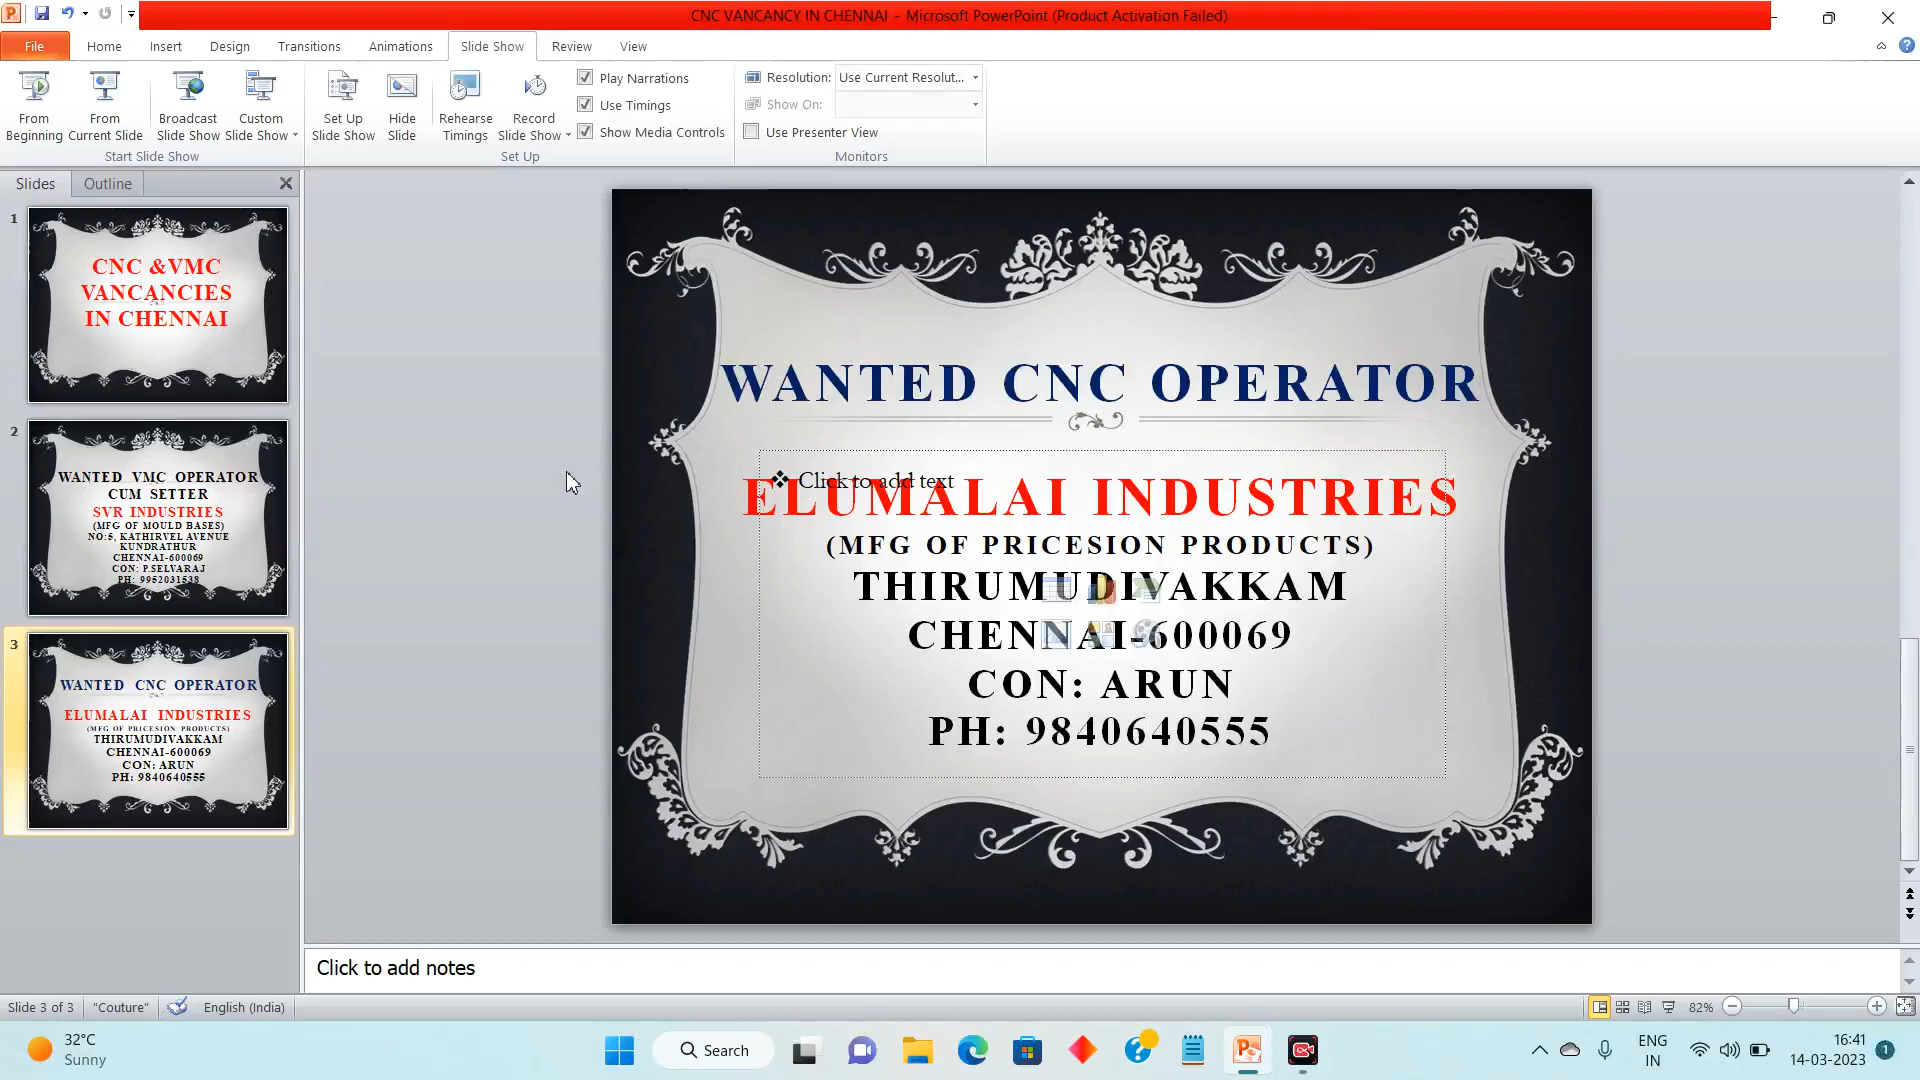 CNC VANCANCY IN CHENNAI - Microsoft PowerPoint (Product Activation Failed)
File
Home
Insert
Design
Transitions
Animations
Slide Show
Review
View
From Beginning
From Current Slide
Broadcast Slide Show
Custom Slide Show
Start Slide Show
Set Up Slide Show
Hide Slide
Rehearse Timings
Record Slide Show
Play Narrations
Use Timings
Show Media Controls
Set Up
Resolution:
Use Current Resolut...
Show On:
Use Presenter View
Monitors
Slides
Outline
1
CNC &VMC
VANCANCIES
IN CHENNAI
2
WANTED VMC OPERATOR
CUM SETTER
SVR INDUSTRIES
(MFG OF MOULD BASES)
NO:5, KATHIRVEL AVENUE
KUNDRATHUR
CHENNAI-600069
CON: P.SELVARAJ
PH: 9952031538
3
WANTED CNC OPERATOR
ELUMALAI INDUSTRIES
(MFG OF PRICESION PRODUCTS)
THIRUMUDIVAKKAM
CHENNAI-600069
CON: ARUN
PH: 9840640555
WANTED CNC OPERATOR
Click to add text
ELUMALAI INDUSTRIES
(MFG OF PRICESION PRODUCTS)
THIRUMUDIVAKKAM
CHENNAI-600069
CON: ARUN
PH: 9840640555
Click to add notes
Slide 3 of 3
"Couture"
English (India)
82%
32°C
Sunny
Search
ENG
IN
16:41
14-03-2023
1